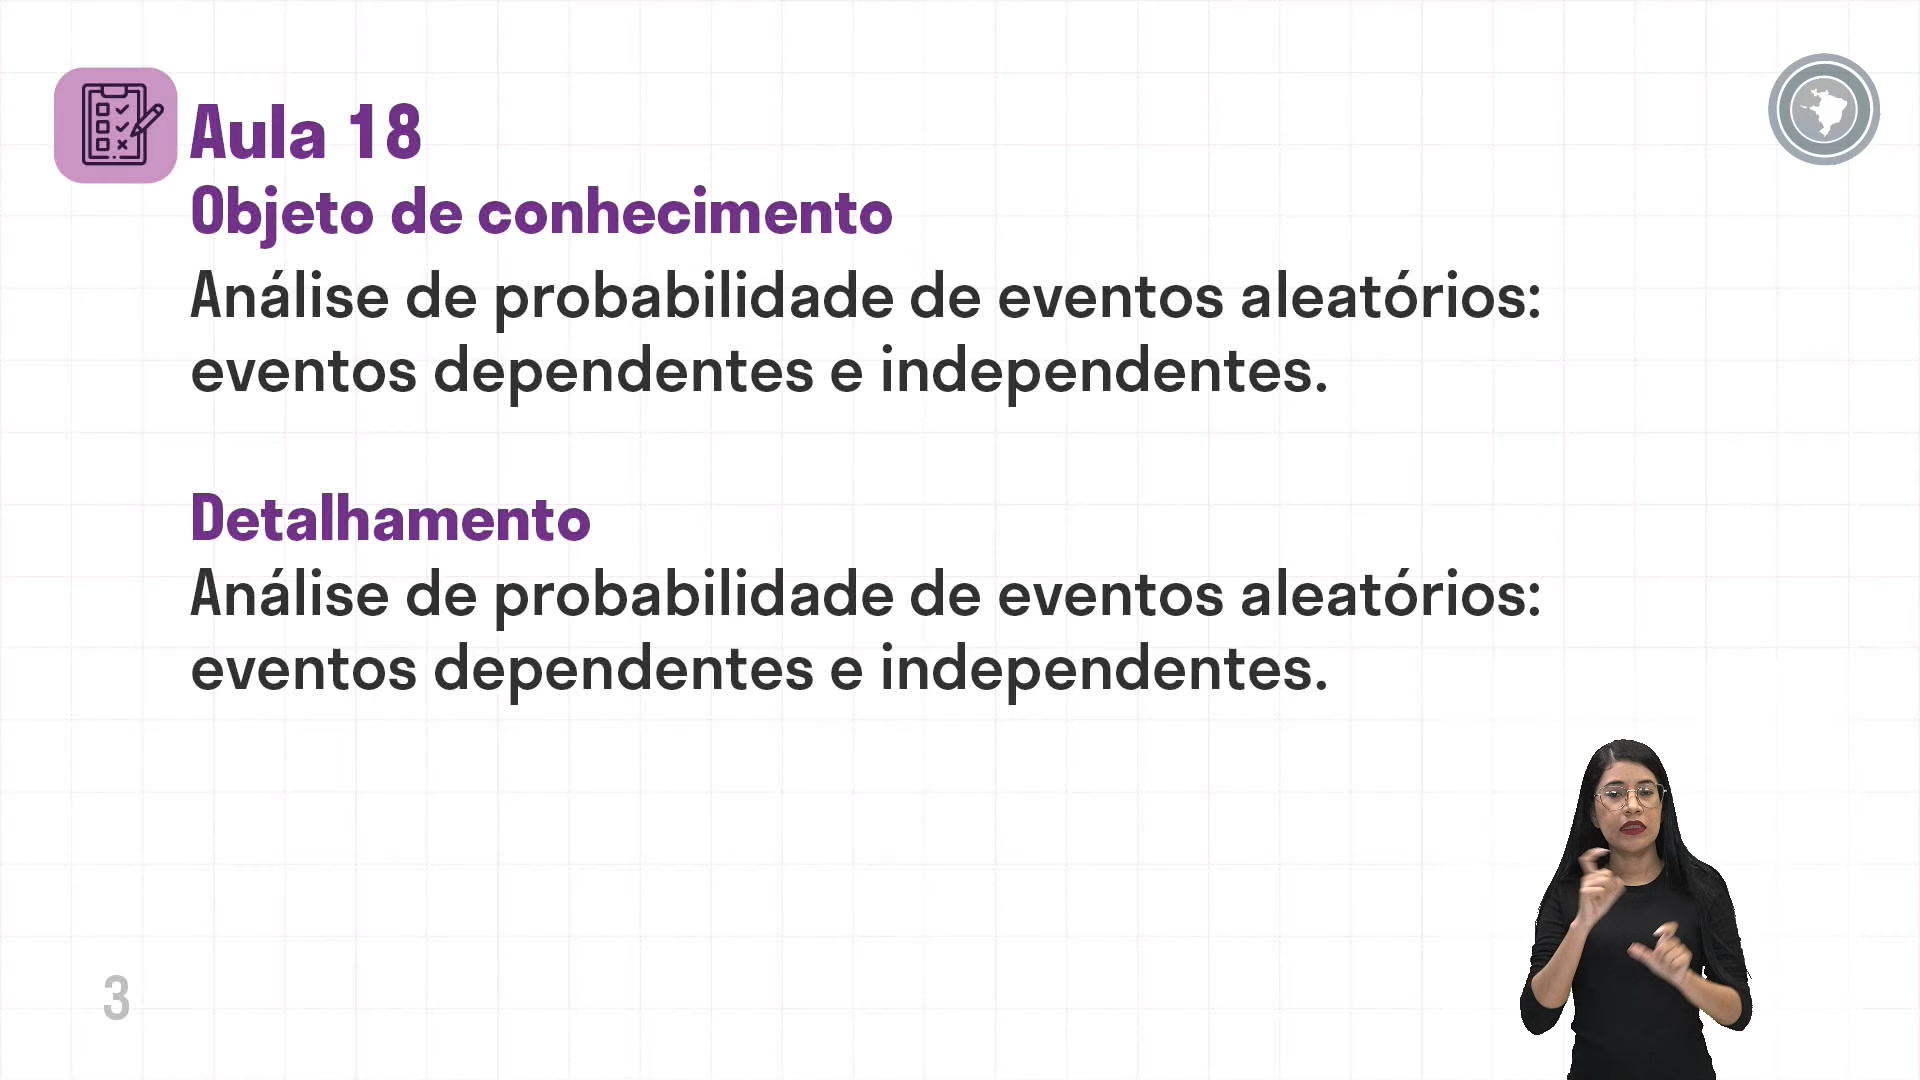 Aula 18
Objeto de conhecimento
Análise de probabilidade de eventos aleatórios:
eventos dependentes e independentes.
Detalhamento
Análise de probabilidade de eventos aleatórios:
eventos dependentes e independentes.
3